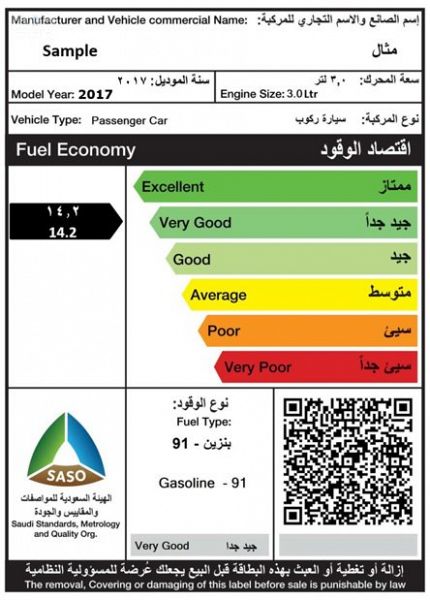 Manufacturer and Vehicle commercial Name: إسم الصانع والاسم التجاري للمركبة:
Sample مثال
سنة الموديل: ٢٠١٧ سعة المحرك: ٣,٠ لتر
Model Year: 2017 Engine Size: 3.0 Ltr
Vehicle Type: Passenger Car نوع المركبة: سيارة ركوب
Fuel Economy اقتصاد الوقود
Excellent ممتاز
١٤,٢
14.2
Very Good جيد جداً
Good جيد
Average متوسط
Poor سيئ
Very Poor سيئ جداً
نوع الوقود:
Fuel Type:
بنزين - 91
Gasoline - 91
SASO
الهيئة السعودية للمواصفات
والمقاييس والجودة
Saudi Standards, Metrology
and Quality Org.
Very Good جيد جدا
إزالة أو تغطية أو العبث بهذه البطاقة قبل البيع يجعلك عُرضة للمسؤولية النظامية
The removal, Covering or damaging of this label before sale is punishable by law